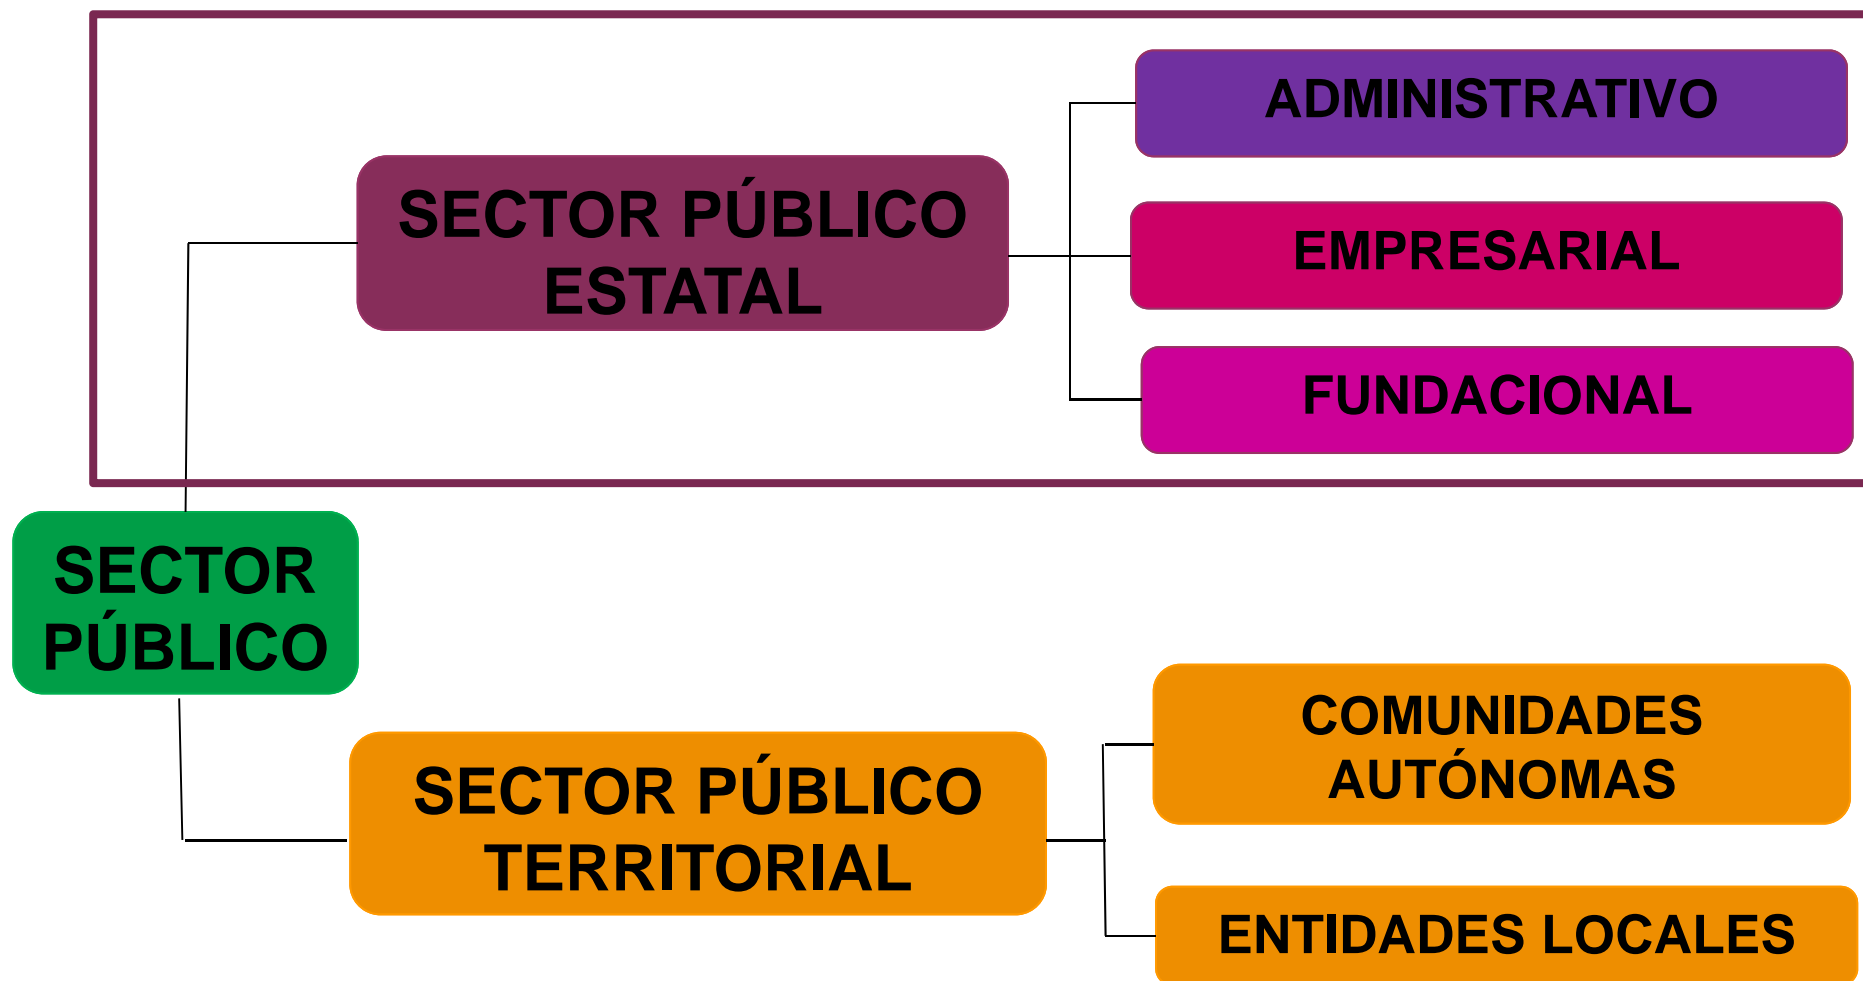 ADMINISTRATIVO
SECTOR PÚBLICO
ESTATAL
EMPRESARIAL
FUNDACIONAL
SECTOR
PÚBLICO
SECTOR PÚBLICO
TERRITORIAL
COMUNIDADES
AUTÓNOMAS
ENTIDADES LOCALES